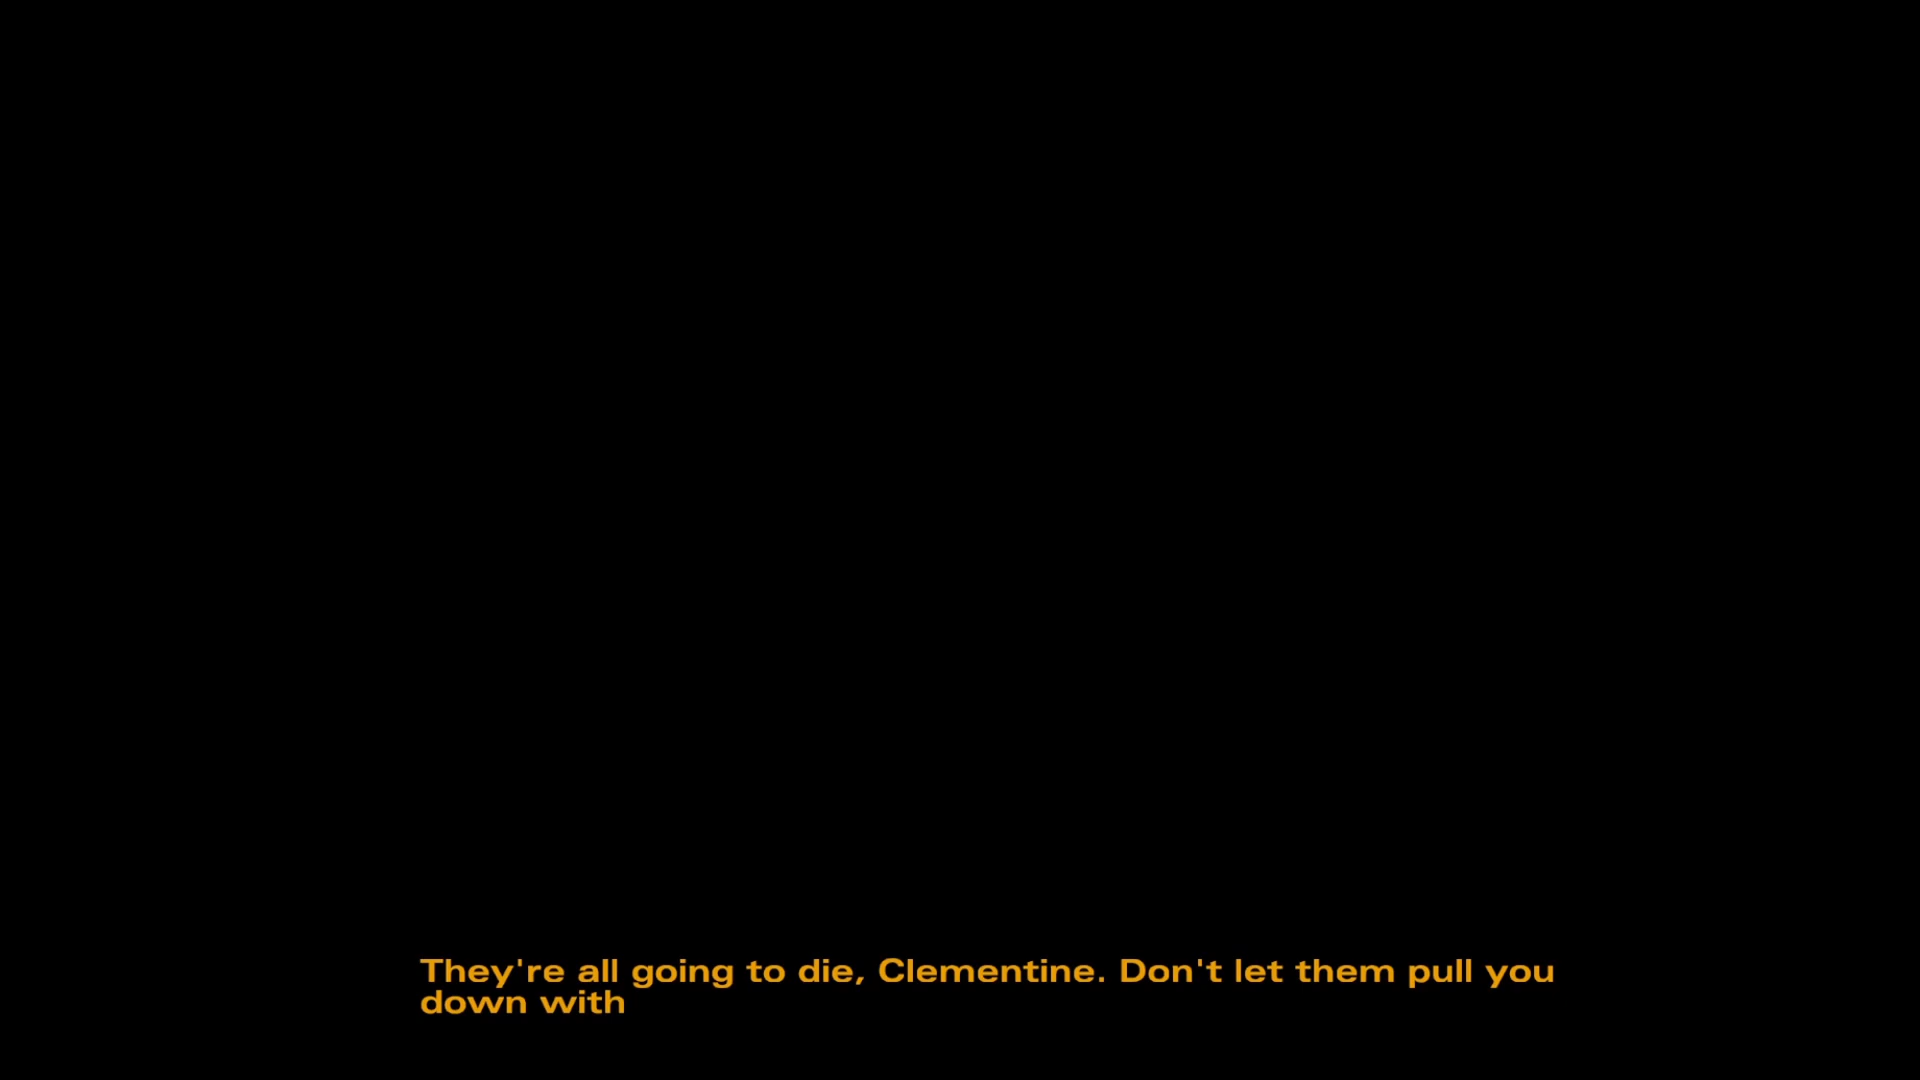 They're all going to die, Clementine. Don't let them pull you
down with